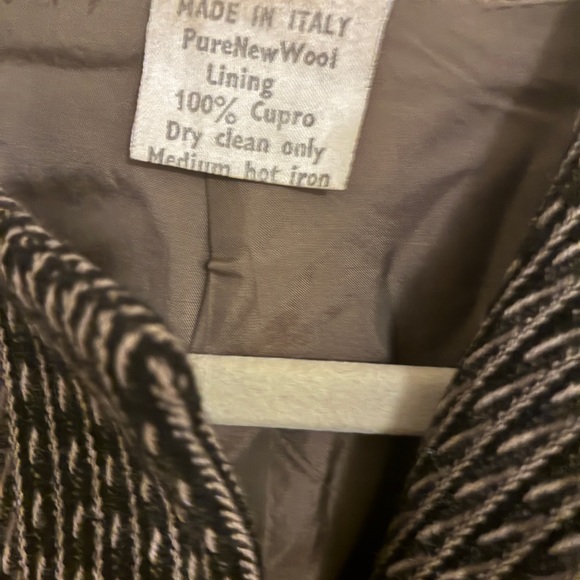 MADE IN ITALY
PureNewWool
Lining
100% Cupro
Dry clean only
Medium hot iron